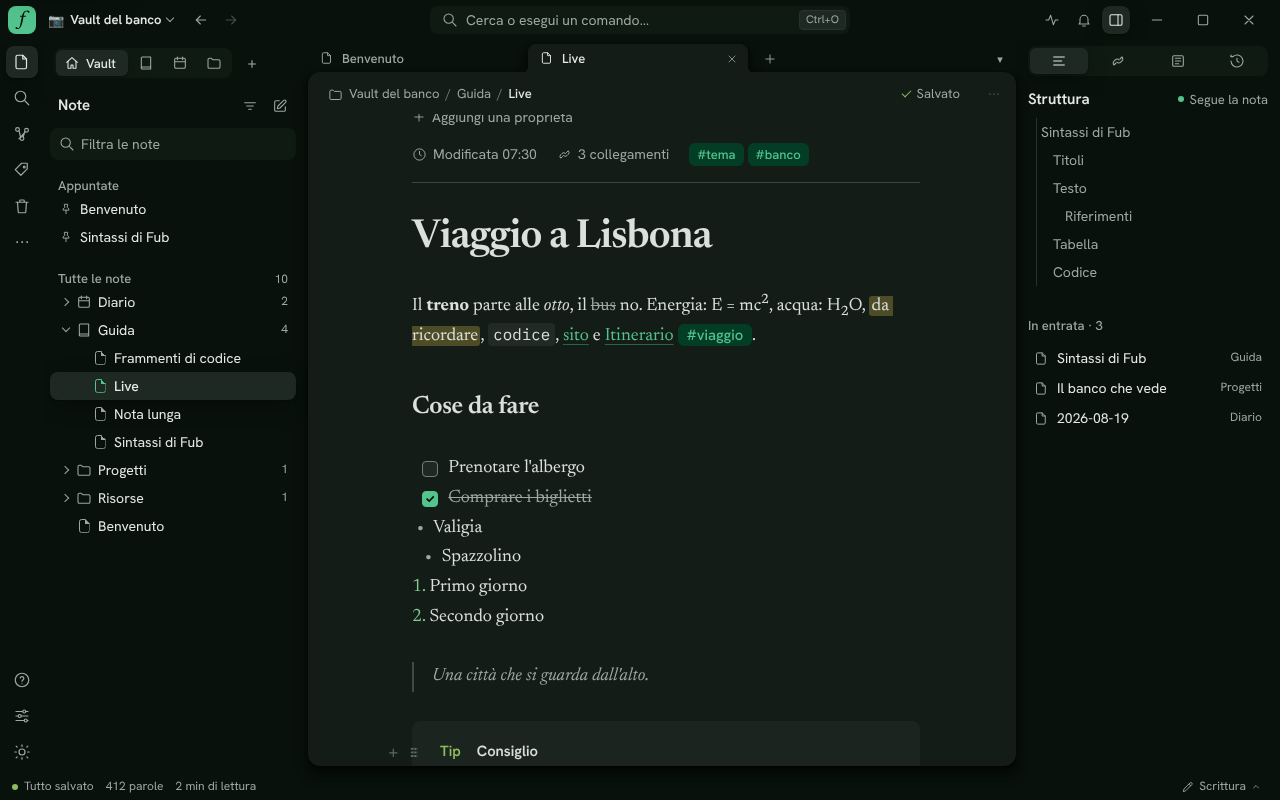 f
Vault del banco
Cerca o esegui un comando...
Ctrl+O
Vault
Note
Filtra le note
Appuntate
Benvenuto
Sintassi di Fub
Tutte le note 10
Diario 2
Guida 4
Frammenti di codice
Live
Nota lunga
Sintassi di Fub
Progetti 1
Risorse 1
Benvenuto
Benvenuto
Live
Vault del banco / Guida / Live
Salvato
Aggiungi una proprietà
Modificata 07:30
3 collegamenti
#tema
#banco
Viaggio a Lisbona
Il treno parte alle otto, il bus no. Energia: E = mc², acqua: H₂O, da
ricordare, codice, sito e Itinerario #viaggio.
Cose da fare
Prenotare l'albergo
Comprare i biglietti
• Valigia
• Spazzolino
1. Primo giorno
2. Secondo giorno
Una città che si guarda dall'alto.
Tip Consiglio
Struttura
Segue la nota
Sintassi di Fub
Titoli
Testo
Riferimenti
Tabella
Codice
In entrata · 3
Sintassi di Fub Guida
Il banco che vede Progetti
2026-08-19 Diario
Tutto salvato 412 parole 2 min di lettura
Scrittura